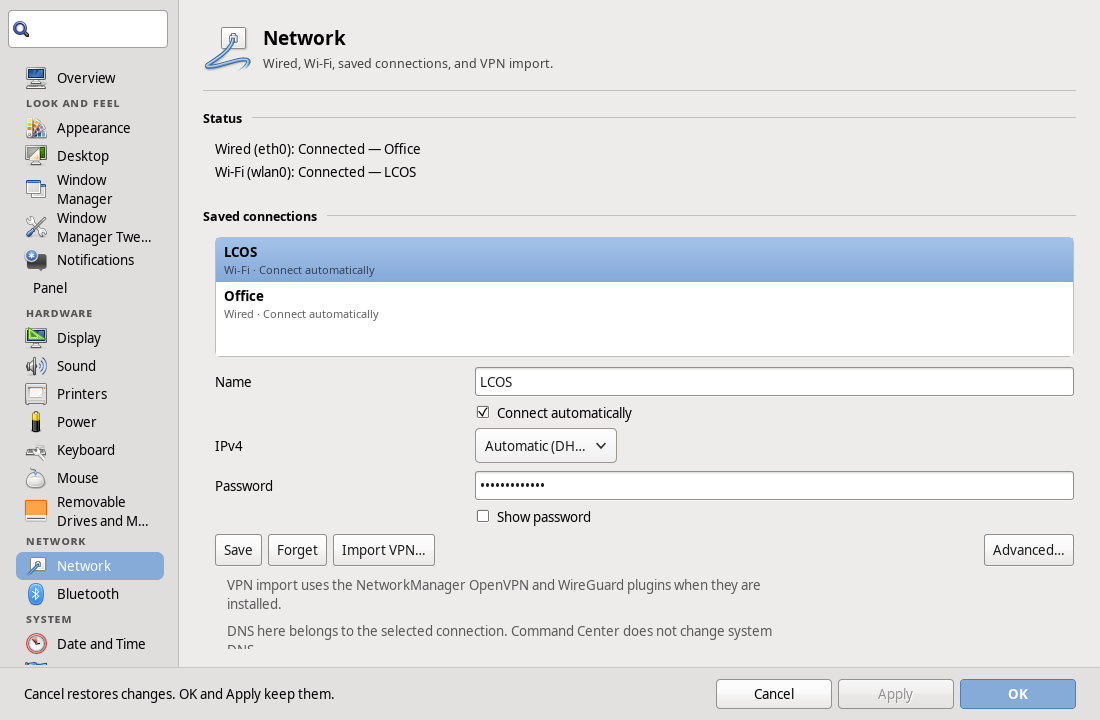 Network
Wired, Wi-Fi, saved connections, and VPN import.
Overview
LOOK AND FEEL
Appearance
Desktop
Window
Manager
Window
Manager Twe...
Notifications
Panel
HARDWARE
Display
Sound
Printers
Power
Keyboard
Mouse
Removable
Drives and M...
NETWORK
Network
Bluetooth
SYSTEM
Date and Time
Status
Wired (eth0): Connected — Office
Wi-Fi (wlan0): Connected — LCOS
Saved connections
LCOS
Wi-Fi · Connect automatically
Office
Wired · Connect automatically
Name
LCOS
Connect automatically
IPv4
Automatic (DH...
Password
•••••••••••••
Show password
Save
Forget
Import VPN...
Advanced...
VPN import uses the NetworkManager OpenVPN and WireGuard plugins when they are
installed.
DNS here belongs to the selected connection. Command Center does not change system
DNS.
Cancel restores changes. OK and Apply keep them.
Cancel
Apply
OK